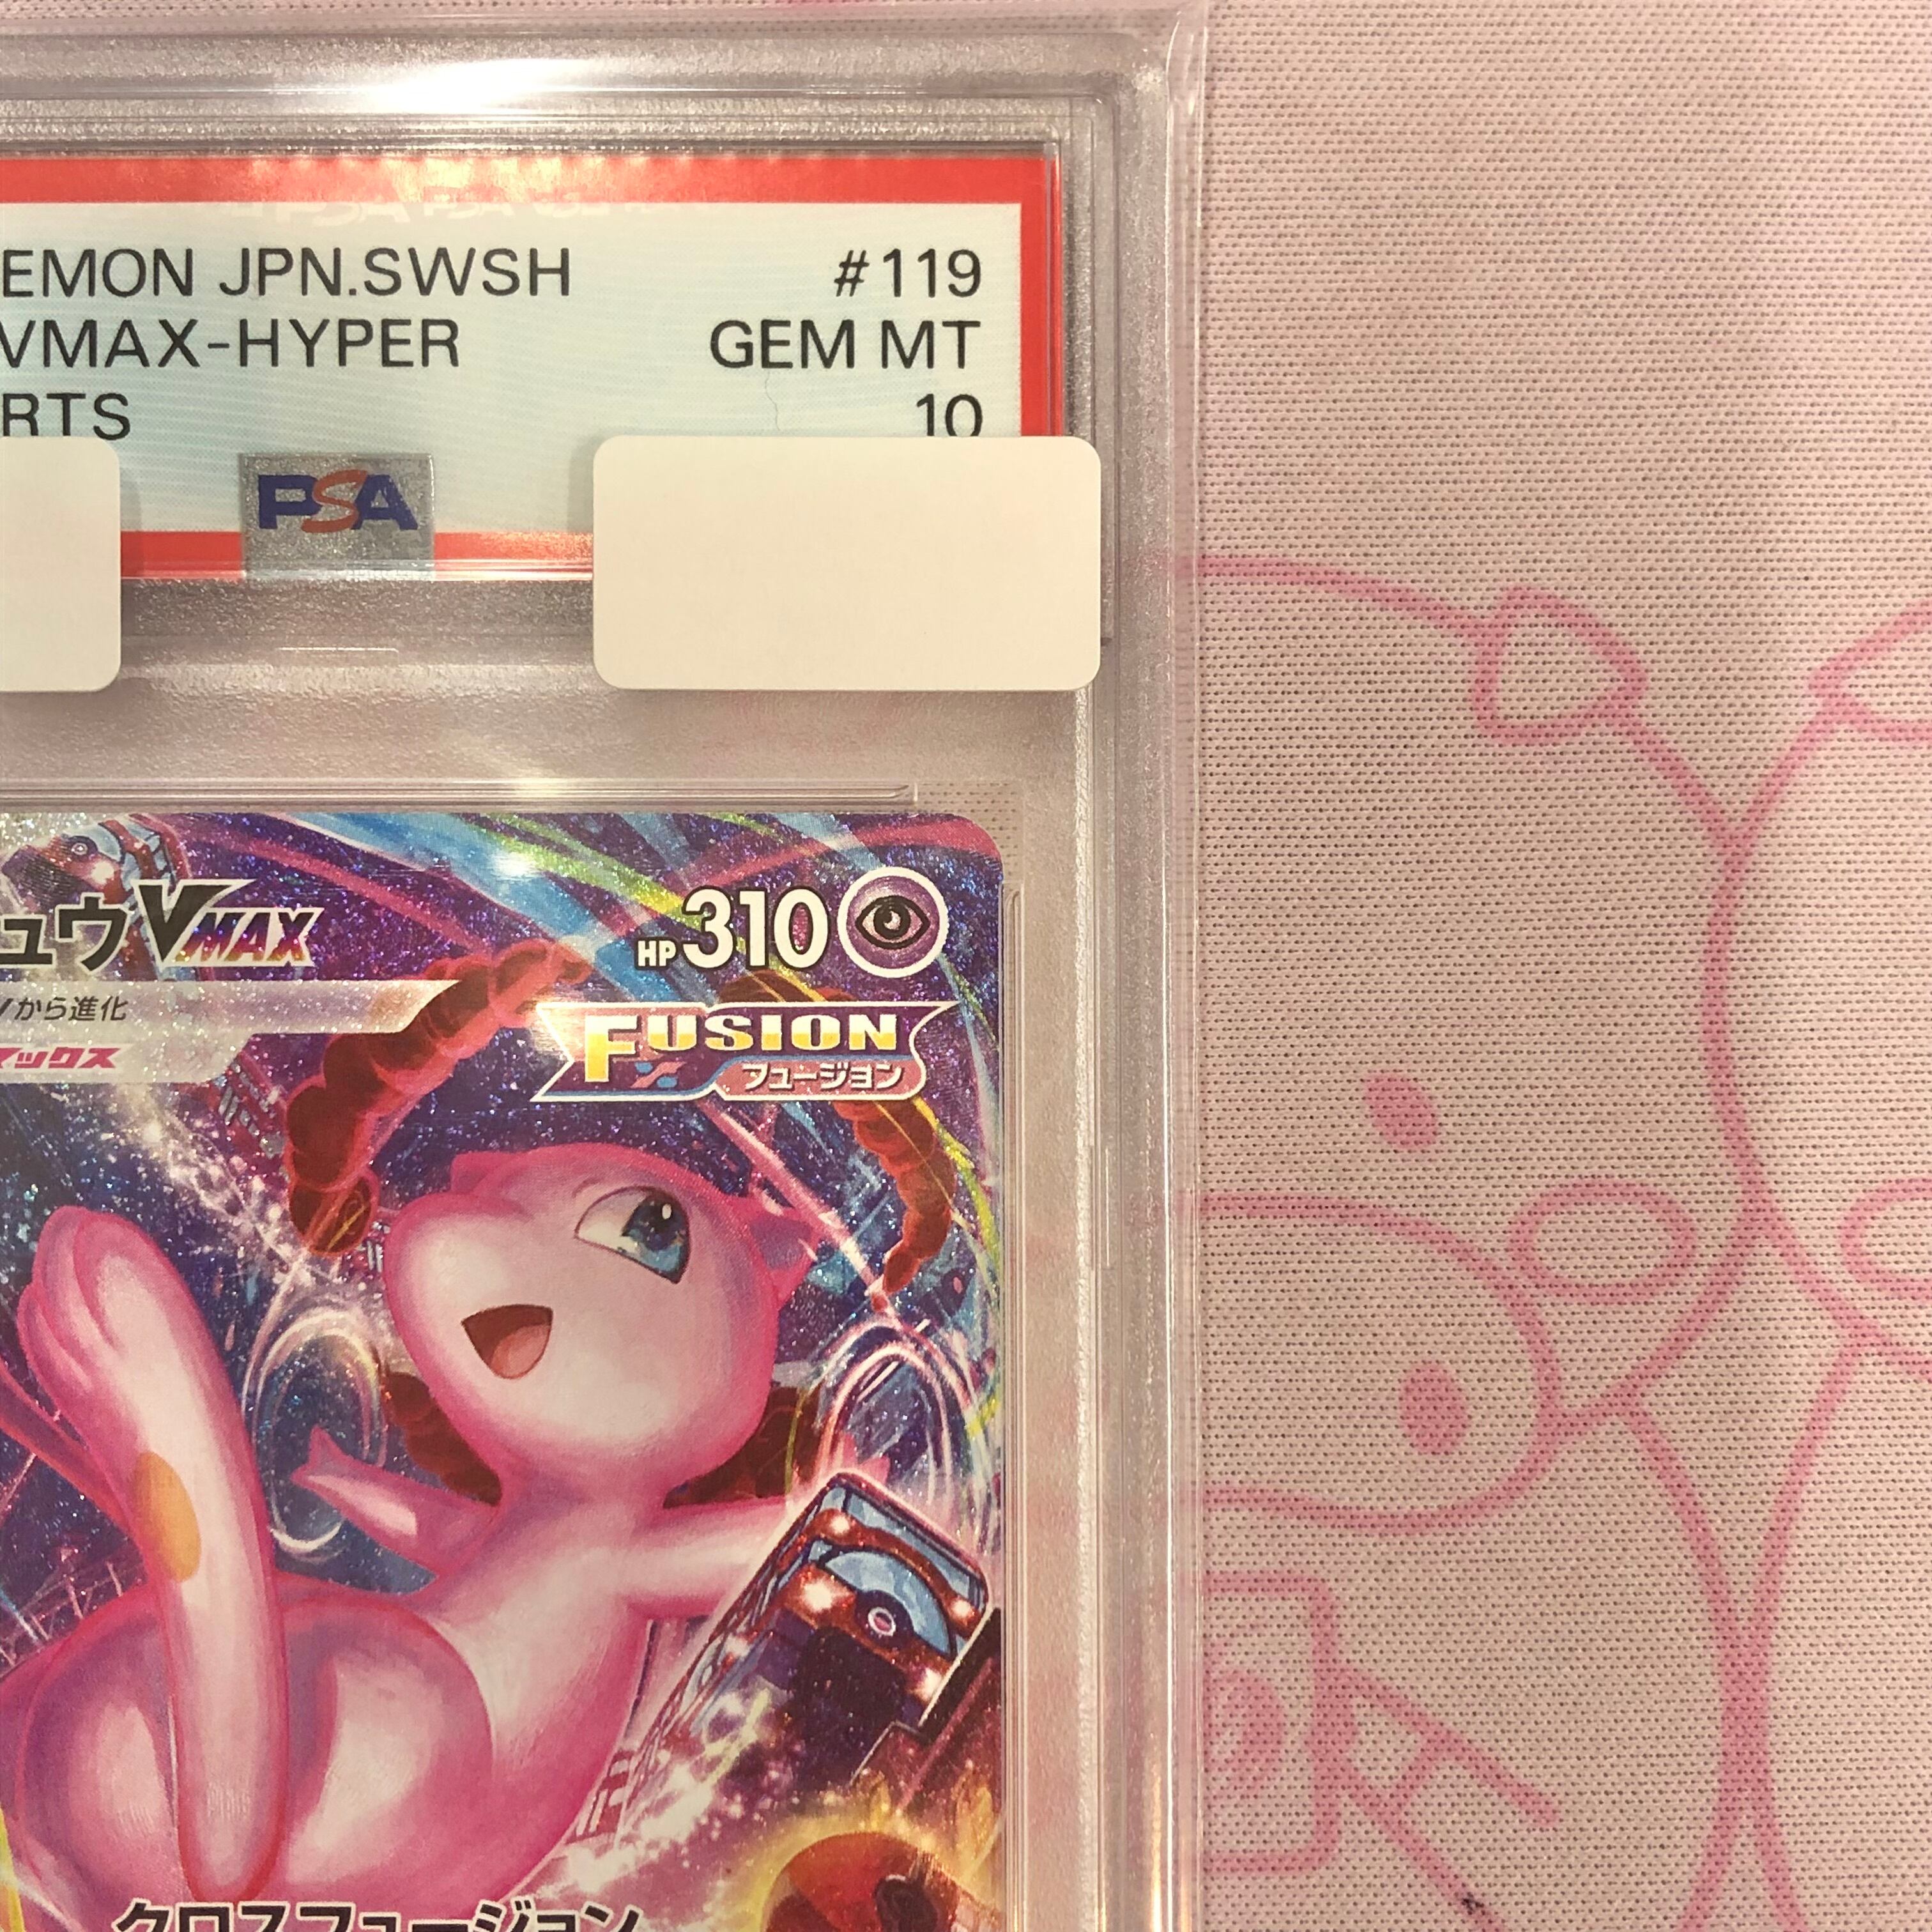 EMON JPN.SWSH #119
VMAX-HYPER GEM MT
RTS 10
PSA
ュウVMAX HP310
Vから進化
マックス
FUSION
フュージョン
クロスフュージョン